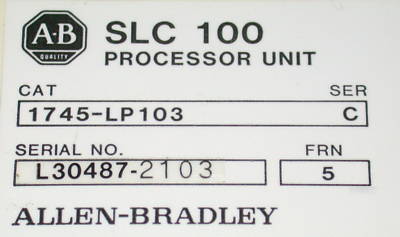 A·B
QUALITY
SLC 100
PROCESSOR UNIT
CAT SER
1745-LP103 C
SERIAL NO. FRN
L30487-2103 5
ALLEN-BRADLEY